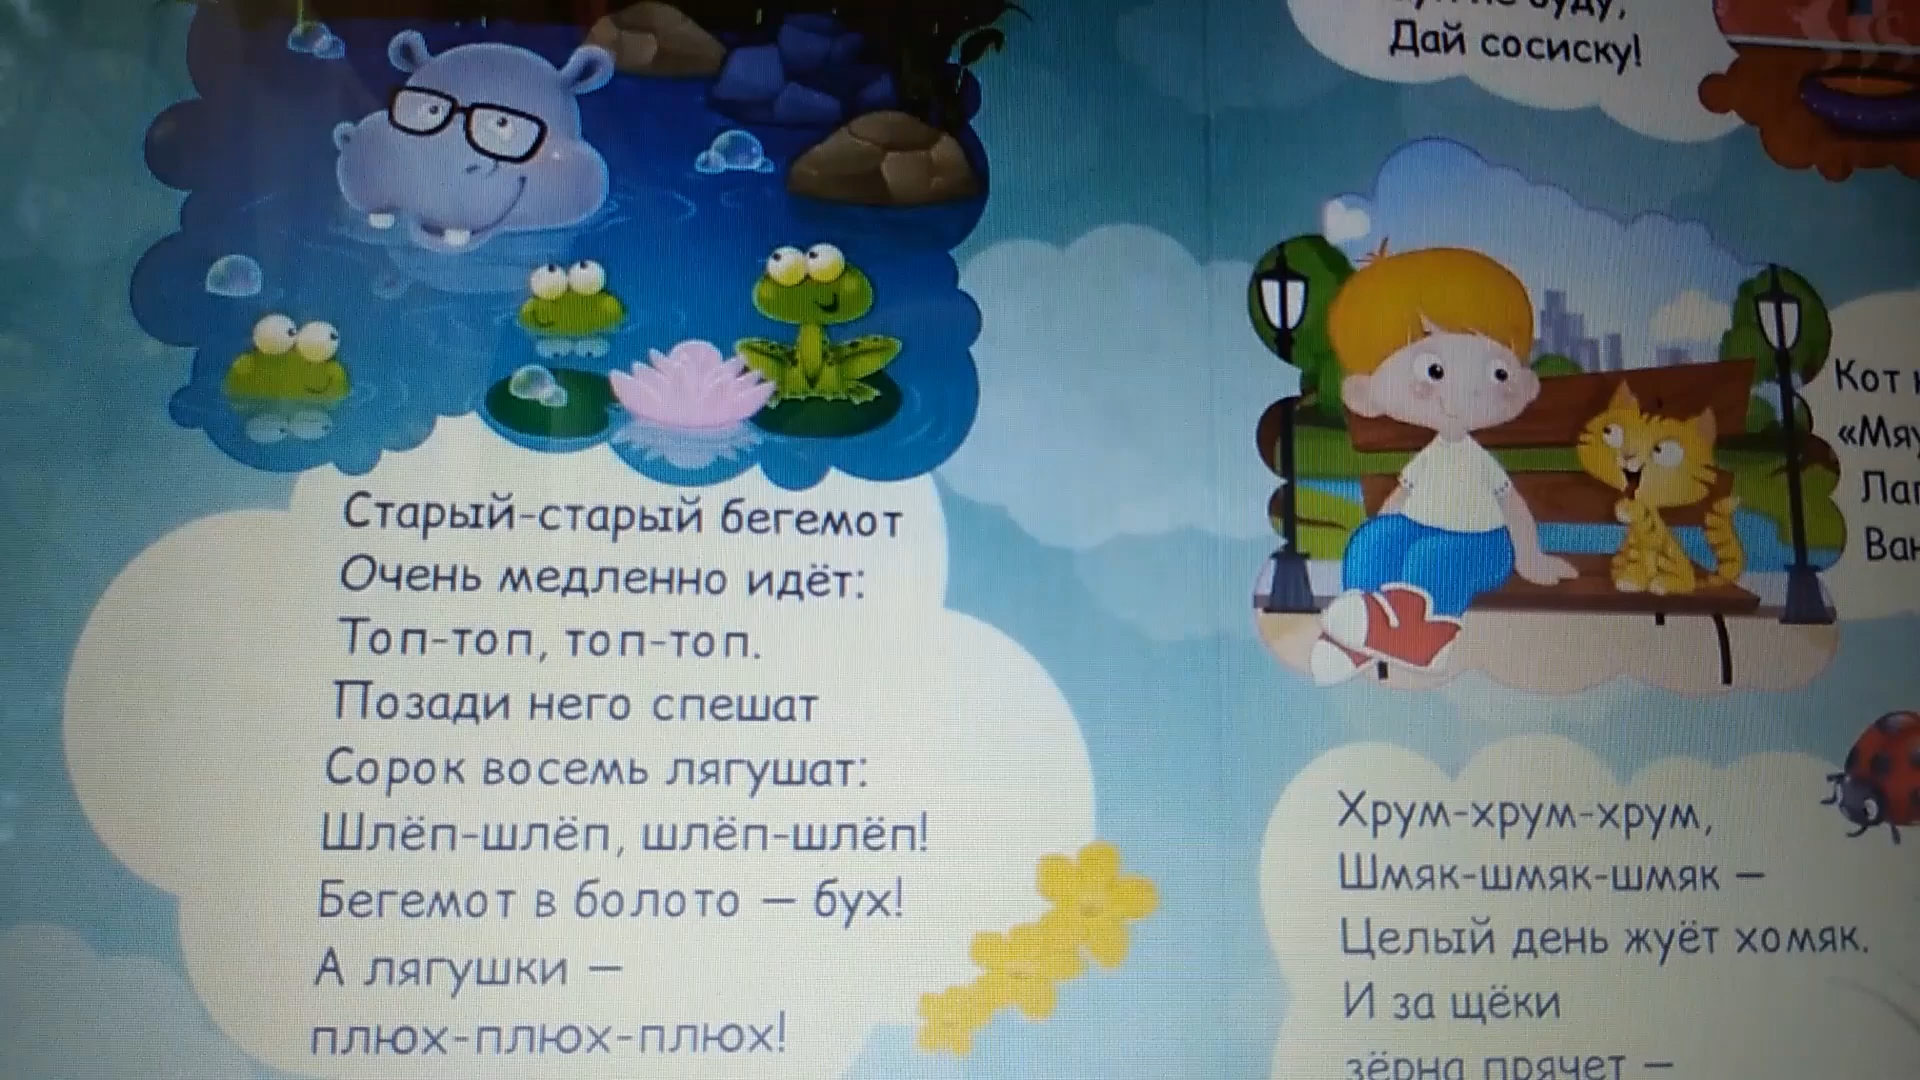 Дай сосиску!
Старый-старый бегемот
Очень медленно идёт:
Топ-топ, топ-топ.
Позади него спешат
Сорок восемь лягушат:
Шлёп-шлёп, шлёп-шлёп!
Бегемот в болото — бух!
А лягушки —
плюх-плюх-плюх!
Кот
Хрум-хрум-хрум,
Шмяк-шмяк-шмяк —
Целый день жуёт хомяк.
И за щёки
зёрна прячет —